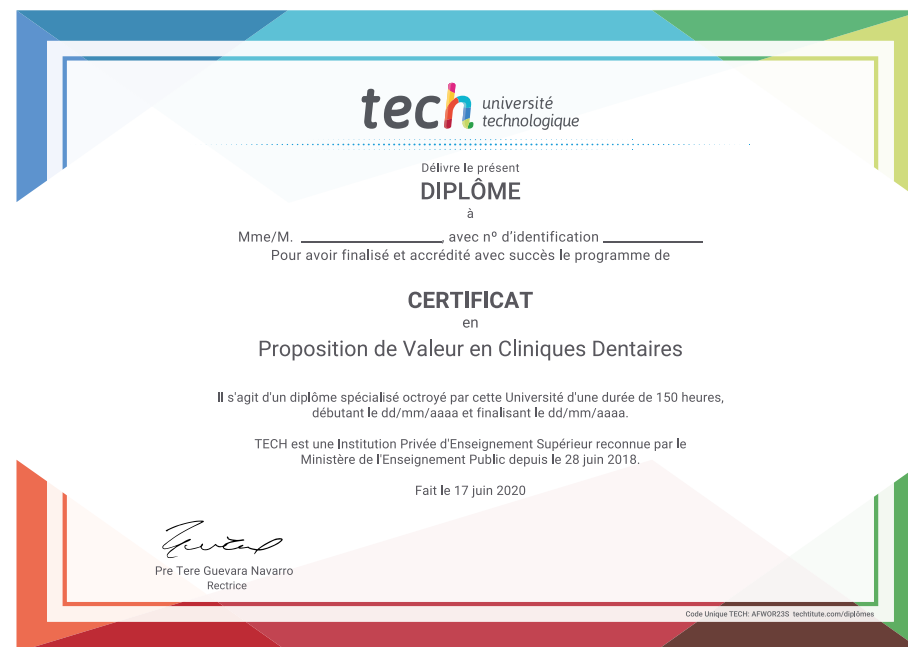 tech université
technologique
Délivre le présent
DIPLÔME
à
Mme/M. ____________________, avec nº d'identification ______________
Pour avoir finalisé et accrédité avec succès le programme de
CERTIFICAT
en
Proposition de Valeur en Cliniques Dentaires
Il s'agit d'un diplôme spécialisé octroyé par cette Université d'une durée de 150 heures,
débutant le dd/mm/aaaa et finalisant le dd/mm/aaaa.
TECH est une Institution Privée d'Enseignement Supérieur reconnue par le
Ministère de l'Enseignement Public depuis le 28 juin 2018.
Fait le 17 juin 2020
Pre Tere Guevara Navarro
Rectrice
Code Unique TECH: AFWOR23S techtitute.com/diplômes